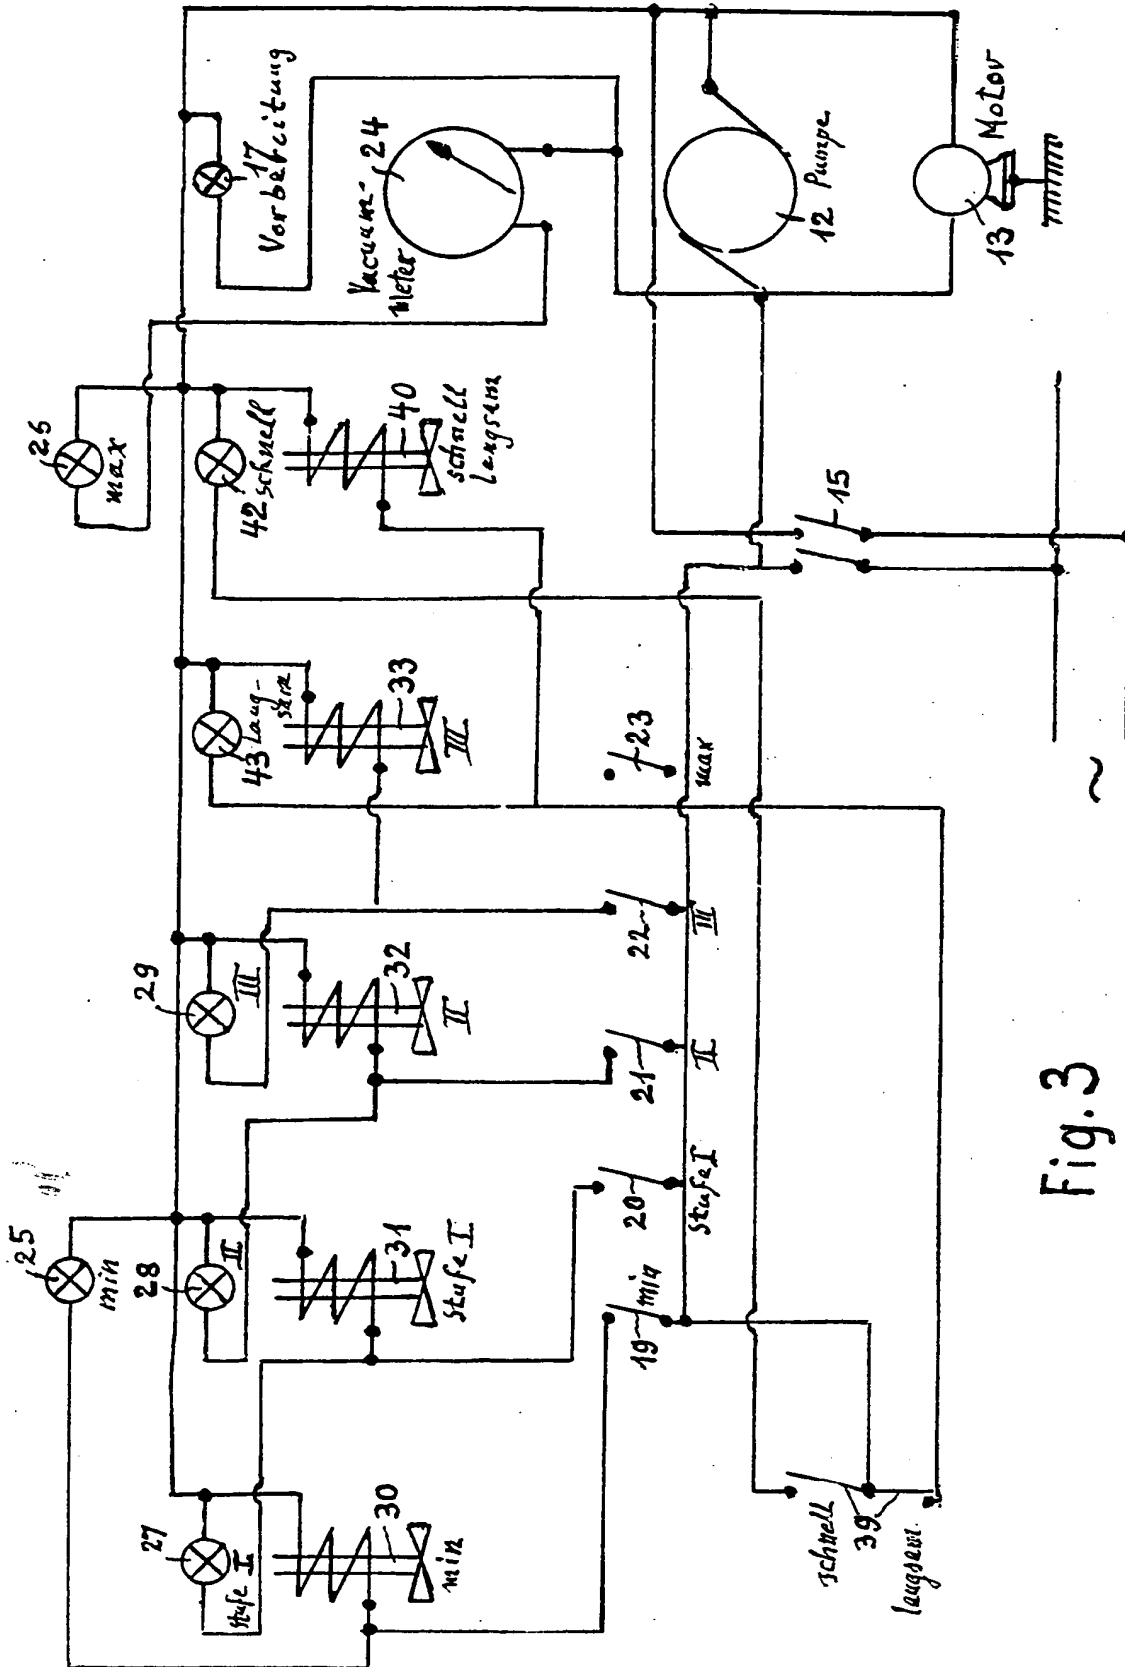 25
min
26
max
27
Stufe I
28
II
29
III
43
Lang-
sam
42
schnell
17
Vorbereitung
30
min
31
Stufe I
32
II
33
III
40
schnell
Langsam
Vacuum-
Meter
24
19
min
20
Stufe I
21
II
22
III
23
max
12 Pumpe
13
Motor
schnell
39
langsam
15
~
Fig. 3